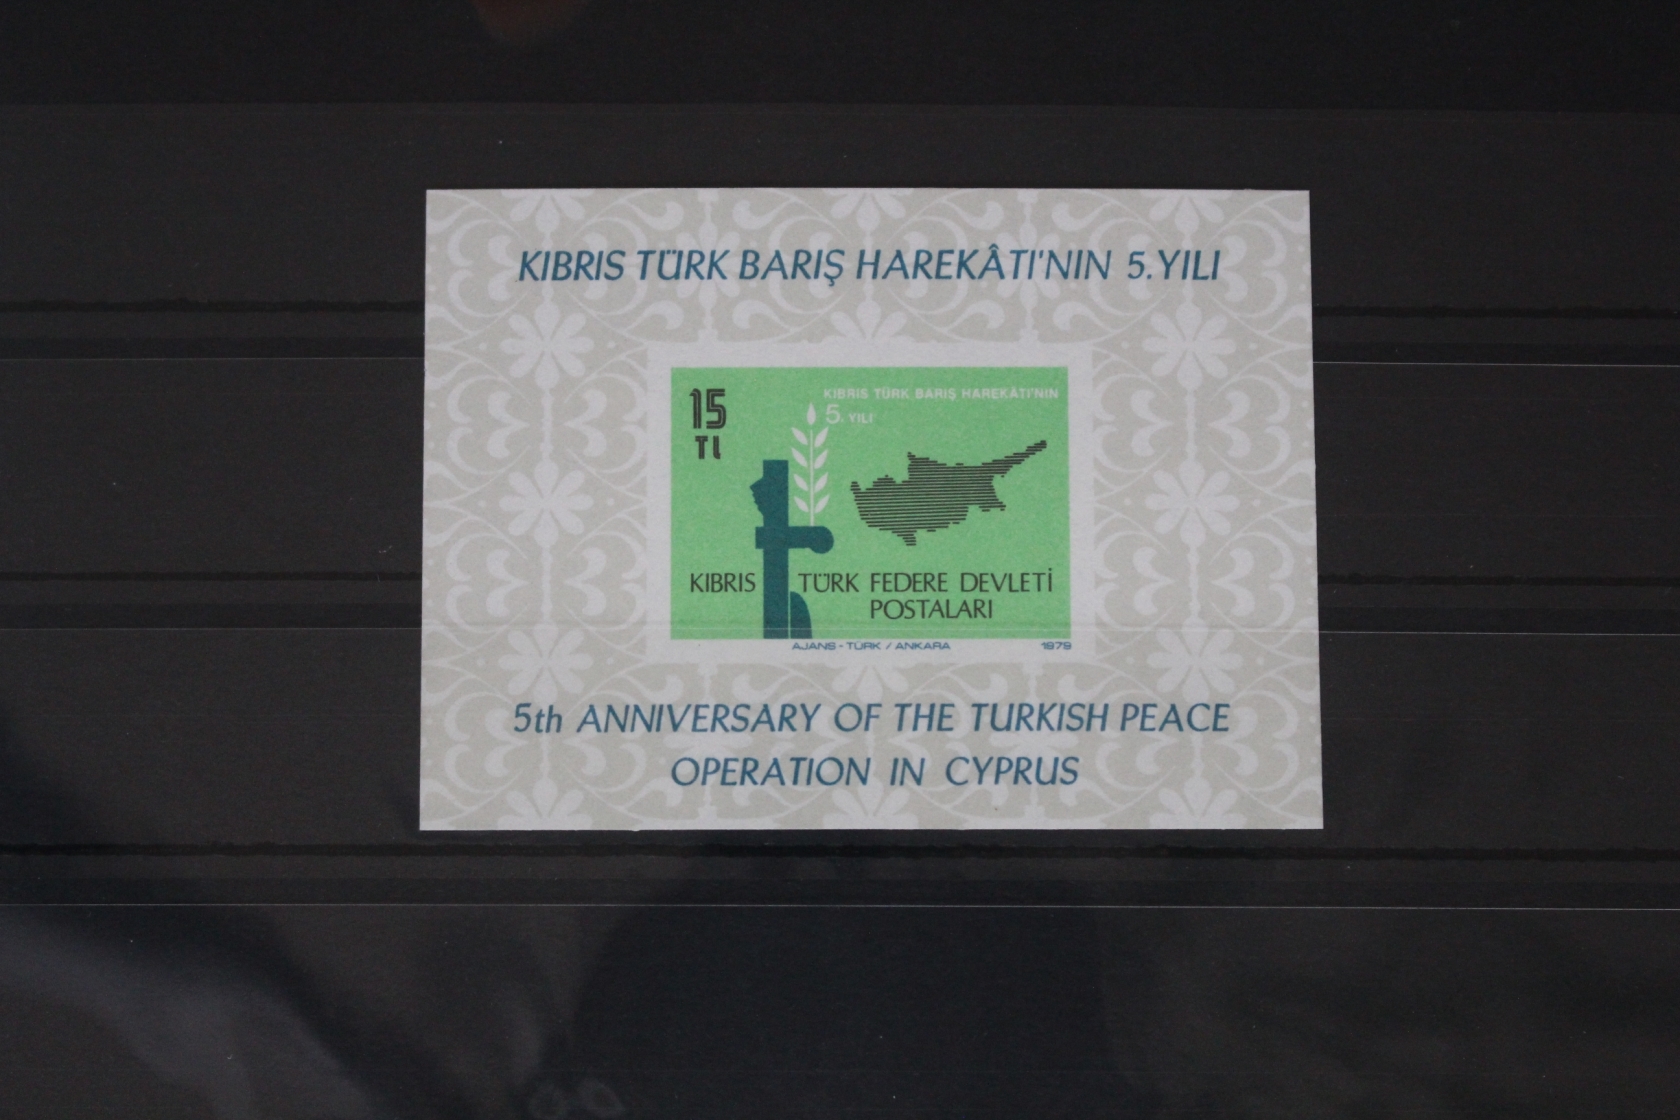 KIBRIS TÜRK BARIŞ HAREKÂTI'NIN 5. YILI
15
TL
KIBRIS TÜRK BARIŞ HAREKÂTI'NIN
5. YILI
KIBRIS TÜRK FEDERE DEVLETİ
POSTALARI
AJANS - TÜRK / ANKARA 1979
5th ANNIVERSARY OF THE TURKISH PEACE
OPERATION IN CYPRUS